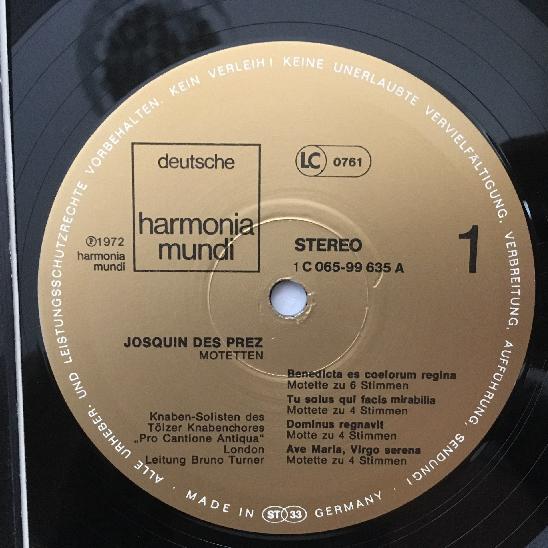 ALLE URHEBER- UND LEISTUNGSSCHUTZRECHTE VORBEHALTEN. KEIN VERLEIH! KEINE UNERLAUBTE VERVIELFÄLTIGUNG, VERBREITUNG, AUFFÜHRUNG, SENDUNG!
deutsche
harmonia
mundi
LC 0761
℗1972
harmonia
mundi
STEREO
1 C 065-99 635 A
1
JOSQUIN DES PREZ
MOTETTEN
Benedicta es coelorum regina
Motette zu 6 Stimmen
Tu solus qui facis mirabilia
Mottete zu 4 Stimmen
Dominus regnavit
Motte zu 4 Stimmen
Ave Maria, Virgo serena
Motette zu 4 Stimmen
Knaben-Solisten des
Tölzer Knabenchores
„Pro Cantione Antiqua"
London
Leitung Bruno Turner
MADE IN ST 33 GERMANY